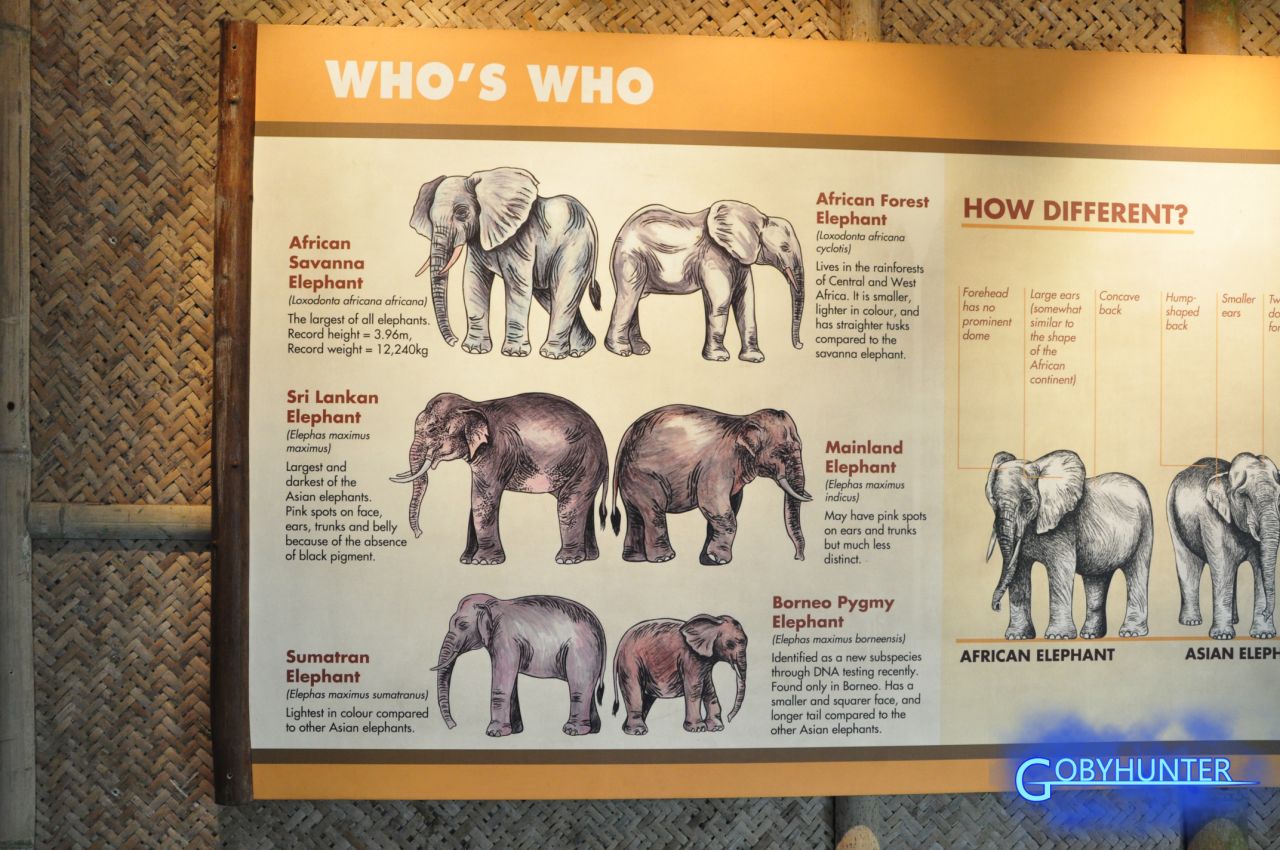 WHO'S WHO
African
Savanna
Elephant
(Loxodonta africana africana)
The largest of all elephants.
Record height = 3.96m,
Record weight = 12,240kg
African Forest
Elephant
(Loxodonta africana
cyclotis)
Lives in the rainforests
of Central and West
Africa. It is smaller,
lighter in colour, and
has straighter tusks
compared to the
savanna elephant.
Sri Lankan
Elephant
(Elephas maximus
maximus)
Largest and
darkest of the
Asian elephants.
Pink spots on face,
ears, trunks and belly
because of the absence
of black pigment.
Mainland
Elephant
(Elephas maximus
indicus)
May have pink spots
on ears and trunks
but much less
distinct.
Sumatran
Elephant
(Elephas maximus sumatranus)
Lightest in colour compared
to other Asian elephants.
Borneo Pygmy
Elephant
(Elephas maximus borneensis)
Identified as a new subspecies
through DNA testing recently.
Found only in Borneo. Has a
smaller and squarer face, and
longer tail compared to the
other Asian elephants.
HOW DIFFERENT?
Forehead
has no
prominent
dome
Large ears
(somewhat
similar to
the shape
of the
African
continent)
Concave
back
Hump-
shaped
back
Smaller
ears
AFRICAN ELEPHANT
ASIAN
GOBYHUNTER